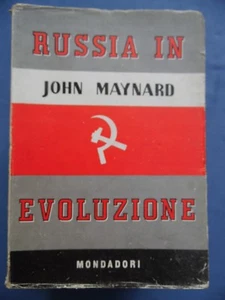 RUSSIA IN
JOHN MAYNARD
EVOLUZIONE
MONDADORI